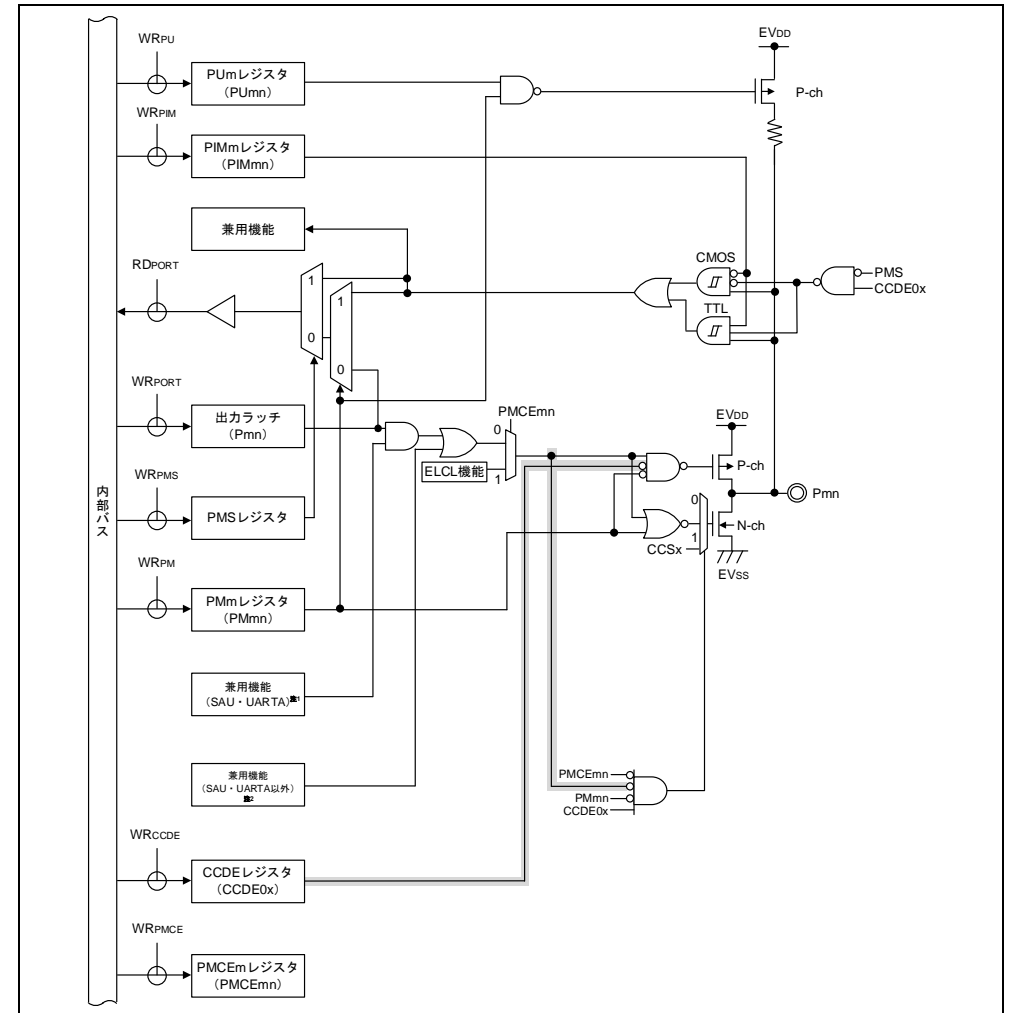 WRPU
PUmレジスタ
（PUmn）
EVDD
P-ch
WRPIM
PIMmレジスタ
（PIMmn）
兼用機能
RDPORT
1
0
1
0
CMOS
TTL
PMS
CCDE0x
WRPORT
出力ラッチ
（Pmn）
PMCEmn
0
1
ELCL機能
EVDD
P-ch
Pmn
N-ch
0
1
CCSx
EVSS
WRPMS
PMSレジスタ
内部バス
WRPM
PMmレジスタ
（PMmn）
兼用機能
（SAU・UARTA）注1
兼用機能
（SAU・UARTA以外）
注2
PMCEmn
PMmn
CCDE0x
WRCCDE
CCDEレジスタ
（CCDE0x）
WRPMCE
PMCEmレジスタ
（PMCEmn）